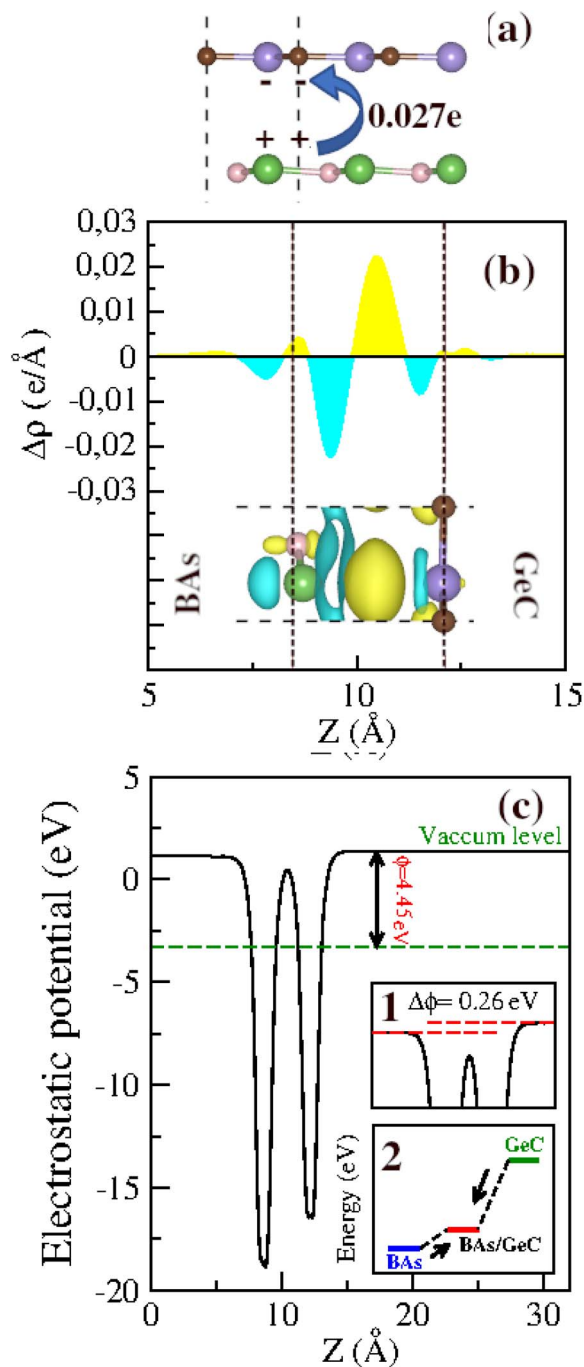 (a)
- -
0.027e
+ +
0,03
(b)
0,02
0,01
0
-0,01
-0,02
-0,03
Δρ (e/Å)
BAs
GeC
5 10 15
Z (Å)
5
(c)
Vaccum level
0
ϕ=4.45 eV
-5
1 Δϕ= 0.26 eV
-10
2
GeC
-15
BAs
BAs/GeC
Energy (eV)
-20
Electrostatic potential (eV)
0 10 20 30
Z (Å)